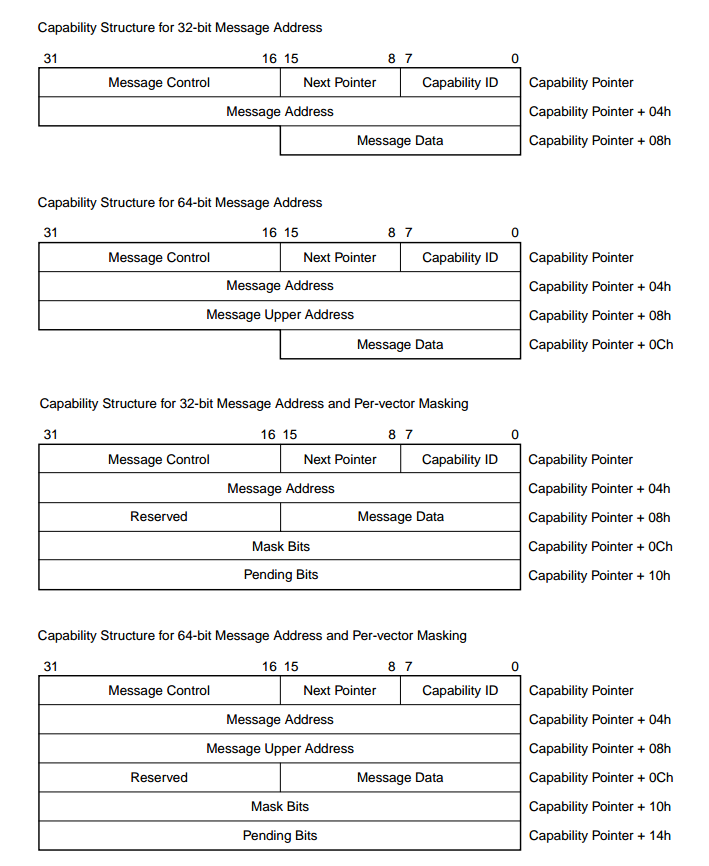 Capability Structure for 32-bit Message Address
31 16 15 8 7 0
Message Control Next Pointer Capability ID Capability Pointer
Message Address Capability Pointer + 04h
Message Data Capability Pointer + 08h
Capability Structure for 64-bit Message Address
31 16 15 8 7 0
Message Control Next Pointer Capability ID Capability Pointer
Message Address Capability Pointer + 04h
Message Upper Address Capability Pointer + 08h
Message Data Capability Pointer + 0Ch
Capability Structure for 32-bit Message Address and Per-vector Masking
31 16 15 8 7 0
Message Control Next Pointer Capability ID Capability Pointer
Message Address Capability Pointer + 04h
Reserved Message Data Capability Pointer + 08h
Mask Bits Capability Pointer + 0Ch
Pending Bits Capability Pointer + 10h
Capability Structure for 64-bit Message Address and Per-vector Masking
31 16 15 8 7 0
Message Control Next Pointer Capability ID Capability Pointer
Message Address Capability Pointer + 04h
Message Upper Address Capability Pointer + 08h
Reserved Message Data Capability Pointer + 0Ch
Mask Bits Capability Pointer + 10h
Pending Bits Capability Pointer + 14h